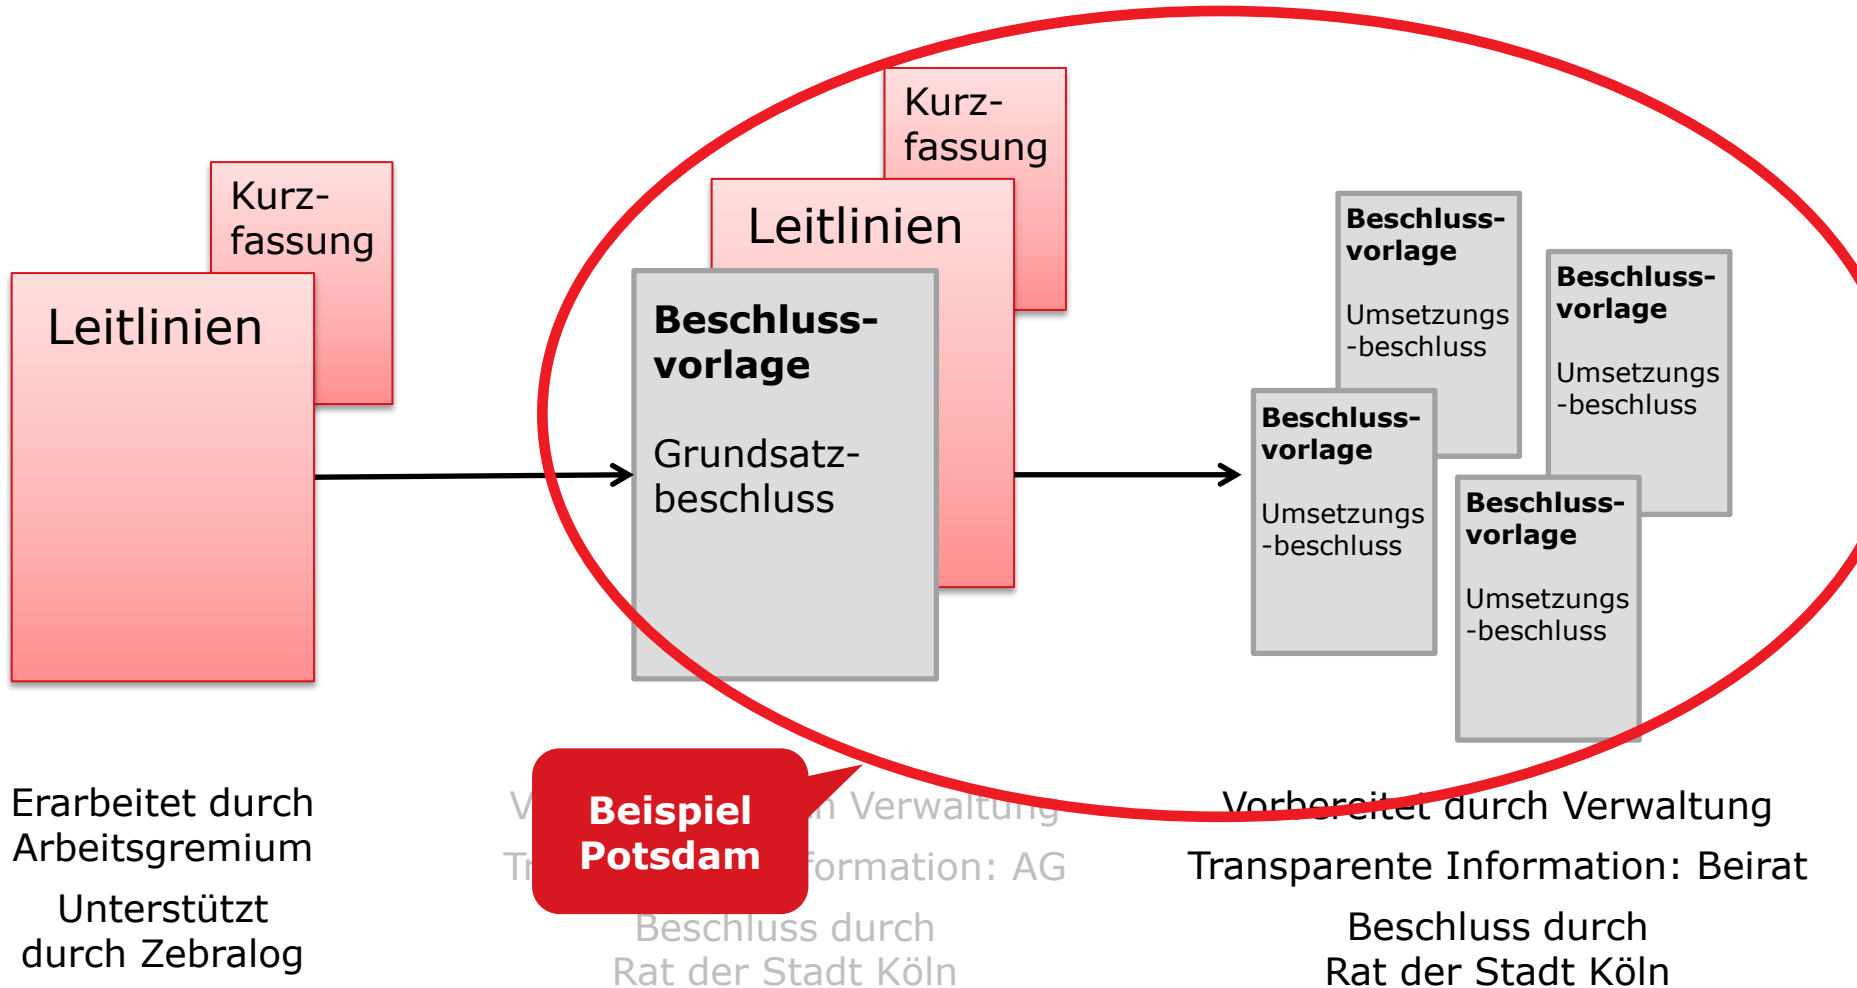 Kurz-
fassung
Leitlinien
Kurz-
fassung
Leitlinien
Beschluss-
vorlage
Grundsatz-
beschluss
Beschluss-
vorlage
Umsetzungs
-beschluss
Beschluss-
vorlage
Umsetzungs
-beschluss
Beschluss-
vorlage
Umsetzungs
-beschluss
Beschluss-
vorlage
Umsetzungs
-beschluss
Erarbeitet durch
Arbeitsgremium
Unterstützt
durch Zebralog
Beispiel
Potsdam
Verwaltung
AG
Beschluss durch
Rat der Stadt Köln
Vorbereitet durch Verwaltung
Transparente Information: Beirat
Beschluss durch
Rat der Stadt Köln